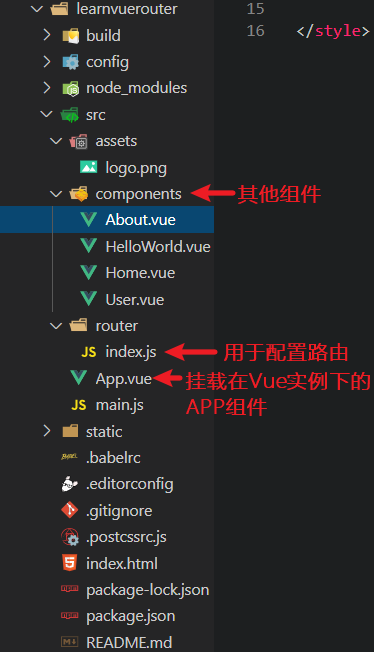 learnvuerouter
15
build
16 </style>
config
node_modules
src
assets
logo.png
components 其他组件
About.vue
HelloWorld.vue
Home.vue
User.vue
router
JS index.js 用于配置路由
App.vue 挂载在Vue实例下的
JS main.js APP组件
static
BABEL .babelrc
.editorconfig
.gitignore
.postcssrc.js
index.html
npm package-lock.json
npm package.json
README.md